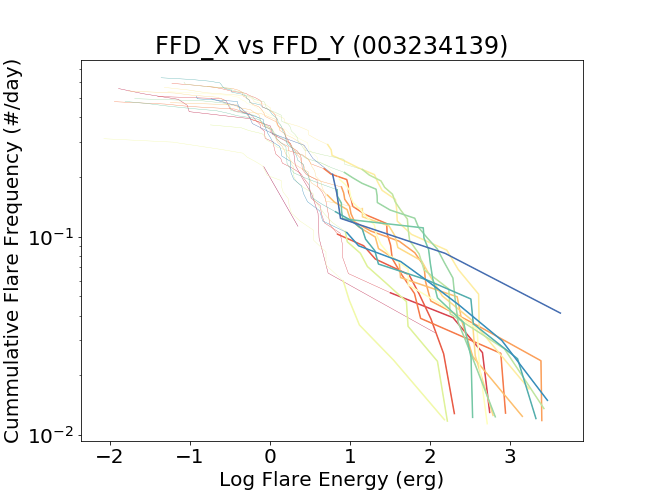 FFD_X vs FFD_Y (003234139)
Cummulative Flare Frequency (#/day)
10⁻¹
10⁻²
−2 −1 0 1 2 3
Log Flare Energy (erg)